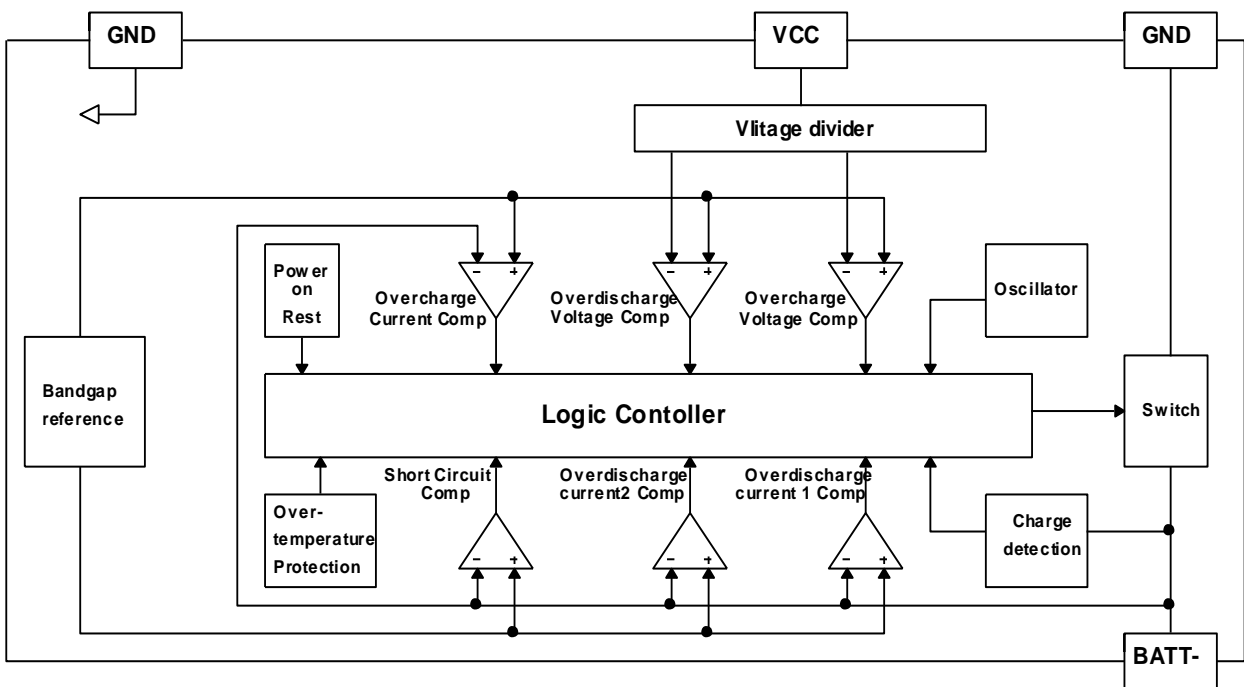 GND
VCC
GND
Vlitage divider
Power
on
Rest
Overcharge
Current Comp
- +
Overdischarge
Voltage Comp
- +
Overcharge
Voltage Comp
- +
Oscillator
Bandgap
reference
Logic Contoller
Switch
Over-
temperature
Protection
Short Circuit
Comp
- +
Overdischarge
current2 Comp
- +
Overdischarge
current 1 Comp
- +
Charge
detection
BATT-